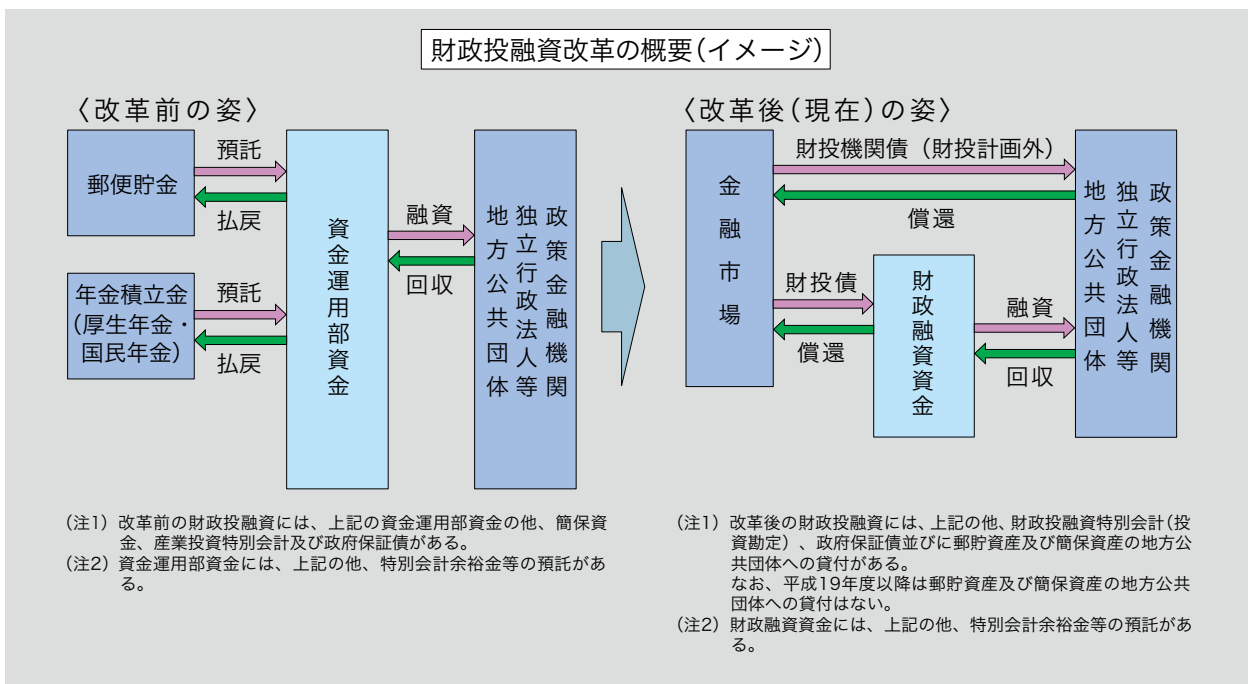 財政投融資改革の概要(イメージ)
〈改革前の姿〉
郵便貯金
預託
払戻
年金積立金
(厚生年金・
国民年金)
預託
払戻
資金運用部資金
融資
回収
政策金融機関
独立行政法人等
地方公共団体
(注1) 改革前の財政投融資には、上記の資金運用部資金の他、簡保資
金、産業投資特別会計及び政府保証債がある。
(注2) 資金運用部資金には、上記の他、特別会計余裕金等の預託があ
る。
〈改革後(現在)の姿〉
金融市場
財投機関債(財投計画外)
償還
財投債
償還
財政融資資金
融資
回収
政策金融機関
独立行政法人等
地方公共団体
(注1) 改革後の財政投融資には、上記の他、財政投融資特別会計(投
資勘定)、政府保証債並びに郵貯資産及び簡保資産の地方公
共団体への貸付がある。
なお、平成19年度以降は郵貯資産及び簡保資産の地方公共
団体への貸付はない。
(注2) 財政融資資金には、上記の他、特別会計余裕金等の預託があ
る。